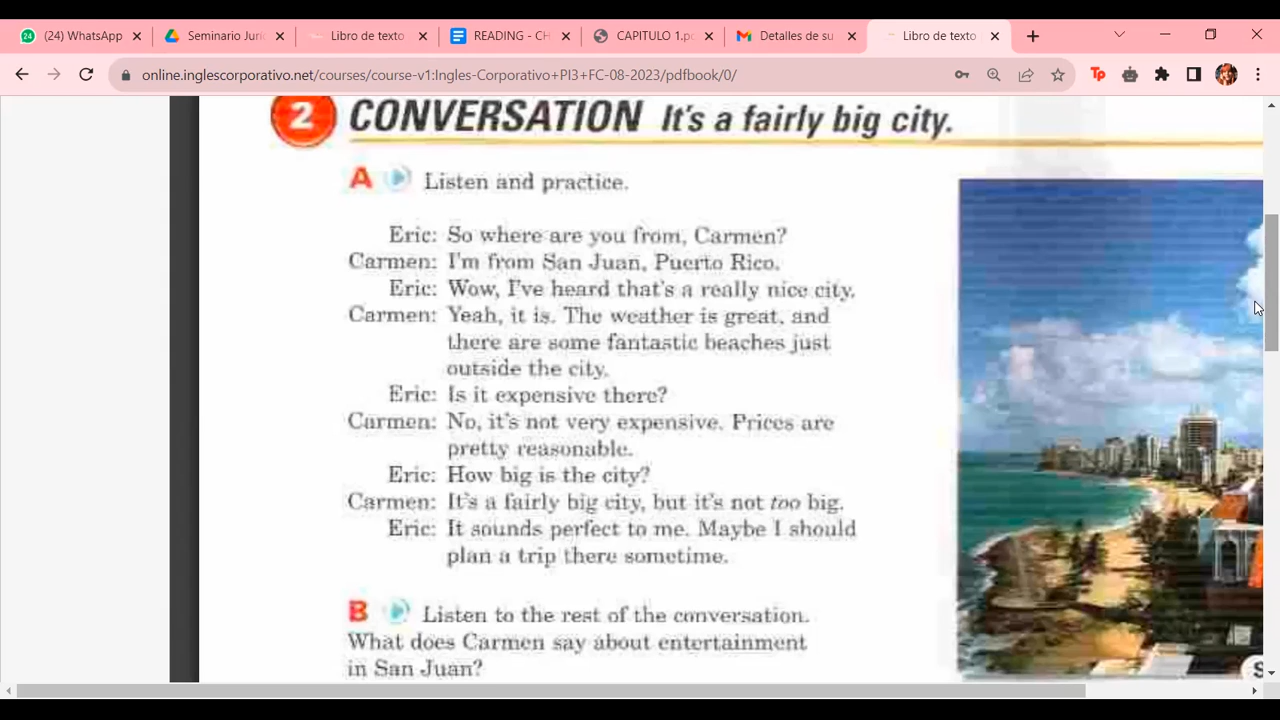 24
(24) WhatsApp
Seminario Juri
Libro de texto
READING - CH
CAPITULO 1.pc
Detalles de su
Libro de texto
online.inglescorporativo.net/courses/course-v1:Ingles-Corporativo+PI3+FC-08-2023/pdfbook/0/
Tp
2 CONVERSATION It's a fairly big city.
A Listen and practice.
Eric: So where are you from, Carmen?
Carmen: I'm from San Juan, Puerto Rico.
Eric: Wow, I've heard that's a really nice city.
Carmen: Yeah, it is. The weather is great, and
there are some fantastic beaches just
outside the city.
Eric: Is it expensive there?
Carmen: No, it's not very expensive. Prices are
pretty reasonable.
Eric: How big is the city?
Carmen: It's a fairly big city, but it's not too big.
Eric: It sounds perfect to me. Maybe I should
plan a trip there sometime.
B Listen to the rest of the conversation.
What does Carmen say about entertainment
in San Juan?
S